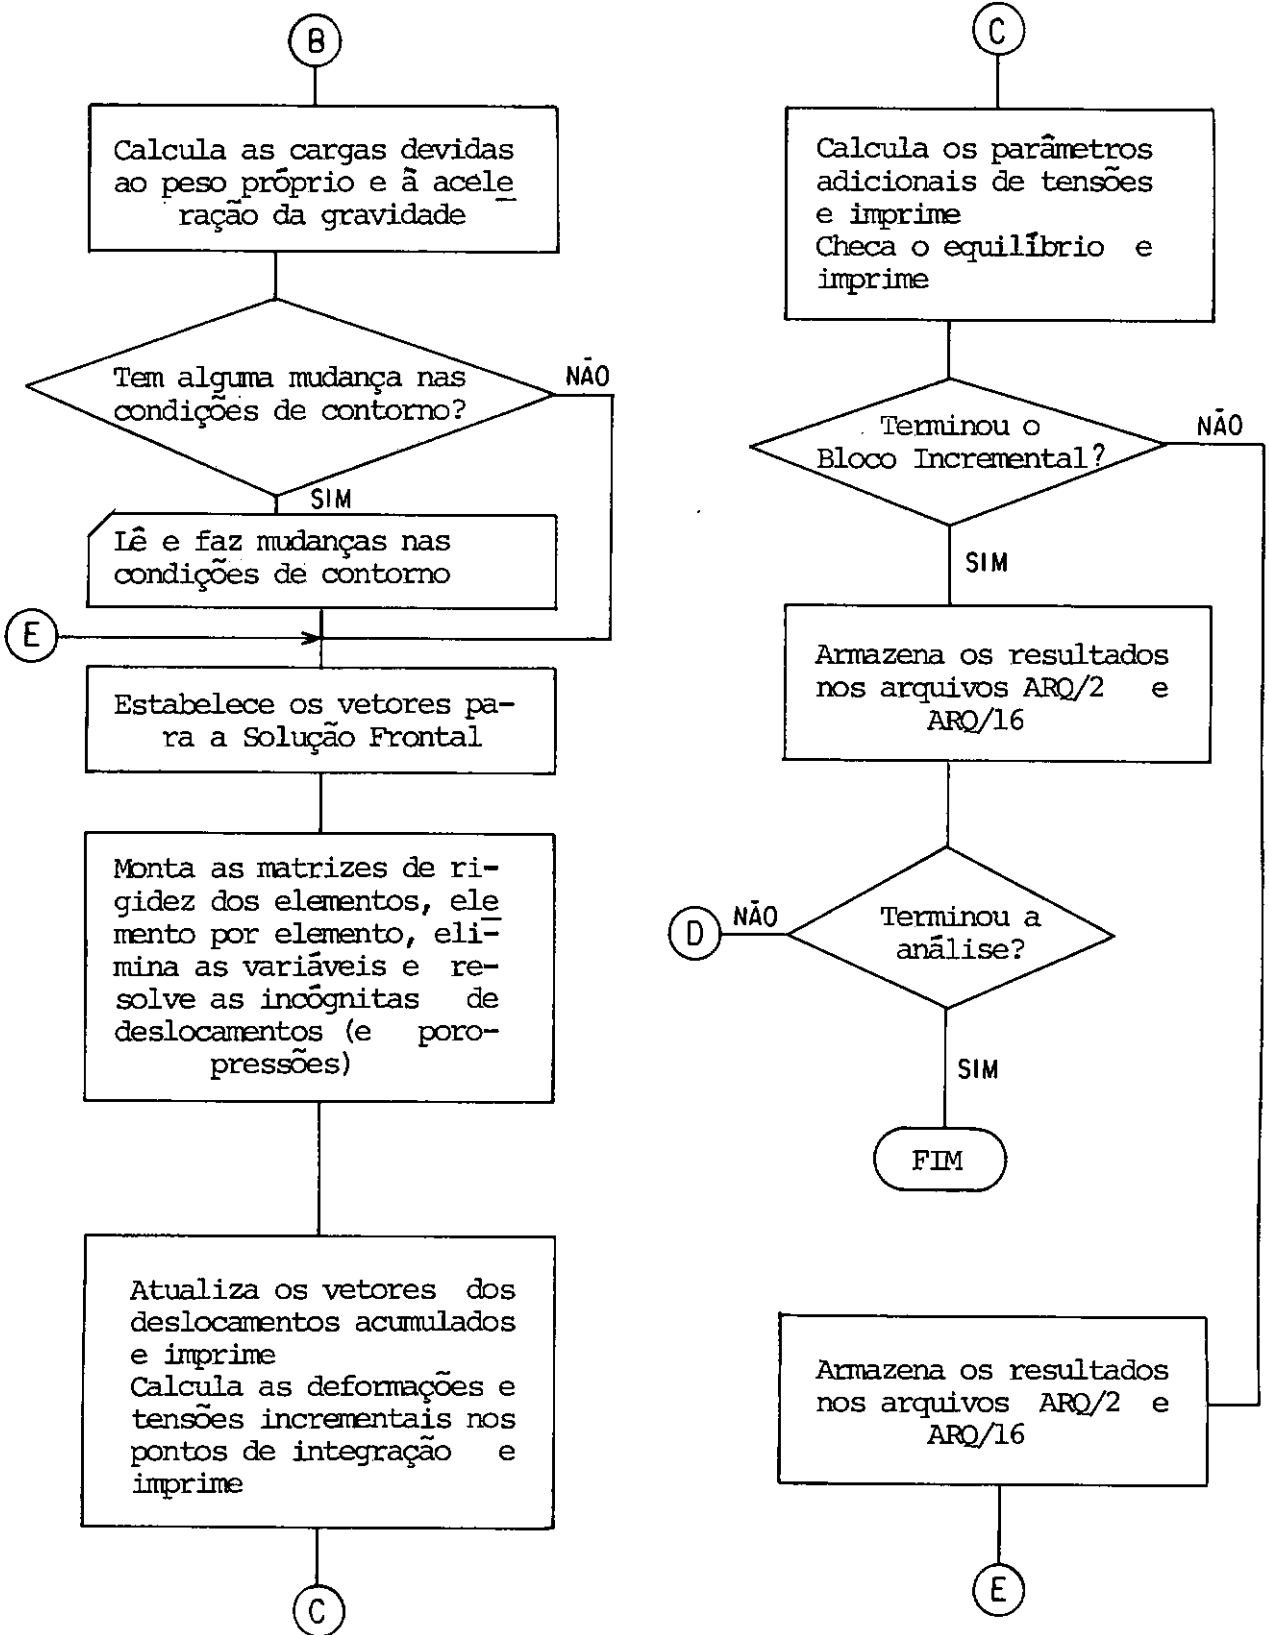 B
Calcula as cargas devidas
ao peso próprio e à acele
ração da gravidade
Tem alguma mudança nas
condições de contorno?
NÃO
SIM
Lê e faz mudanças nas
condições de contorno
E
Estabelece os vetores pa-
ra a Solução Frontal
Monta as matrizes de ri-
gidez dos elementos, ele
mento por elemento, eli-
mina as variáveis e re-
solve as incógnitas de
deslocamentos (e poro-
pressões)
Atualiza os vetores dos
deslocamentos acumulados
e imprime
Calcula as deformações e
tensões incrementais nos
pontos de integração e
imprime
C
C
Calcula os parâmetros
adicionais de tensões
e imprime
Checa o equilíbrio e
imprime
Terminou o
Bloco Incremental?
NÃO
SIM
Armazena os resultados
nos arquivos ARQ/2 e
ARQ/16
D
NÃO
Terminou a
análise?
SIM
FIM
Armazena os resultados
nos arquivos ARQ/2 e
ARQ/16
E